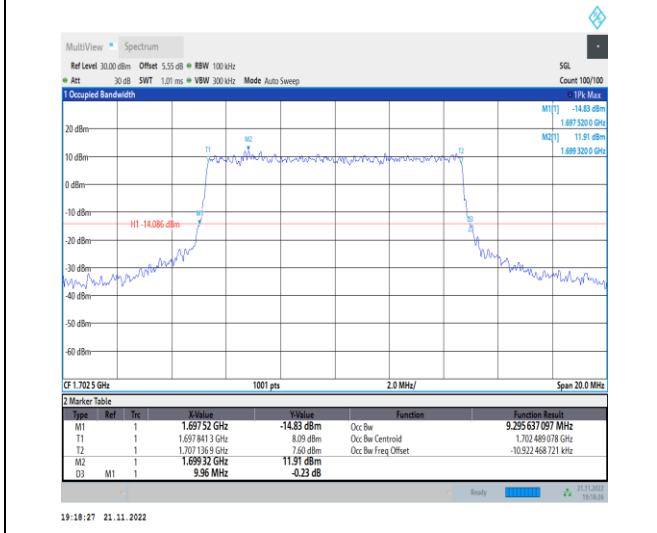 MultiView Spectrum
Ref Level 30.00 dBm Offset 5.55 dB RBW 100 kHz SGL
Att 30 dB SWT 1.01 ms VBW 300 kHz Mode Auto Sweep Count 100/100
1 Occupied Bandwidth 1Pk Max
M1[1] -14.83 dBm
1.697 520 0 GHz
M2[1] 11.91 dBm
1.699 320 0 GHz
20 dBm
M2
T1
T2
10 dBm
0 dBm
-10 dBm
M1
D3
H1 -14.086 dBm
-20 dBm
-30 dBm
-40 dBm
-50 dBm
-60 dBm
CF 1.702 5 GHz 1001 pts 2.0 MHz/ Span 20.0 MHz
2 Marker Table
Type Ref Trc X-Value Y-Value Function Function Result
M1 1 1.697 52 GHz -14.83 dBm Occ Bw 9.295 637 097 MHz
T1 1 1.697 841 3 GHz 8.09 dBm Occ Bw Centroid 1.702 489 078 GHz
T2 1 1.707 136 9 GHz 7.60 dBm Occ Bw Freq Offset -10.922 468 721 kHz
M2 1 1.699 32 GHz 11.91 dBm
D3 M1 1 9.96 MHz -0.23 dB
Ready 21.11.2022
19:18:26
19:18:27 21.11.2022